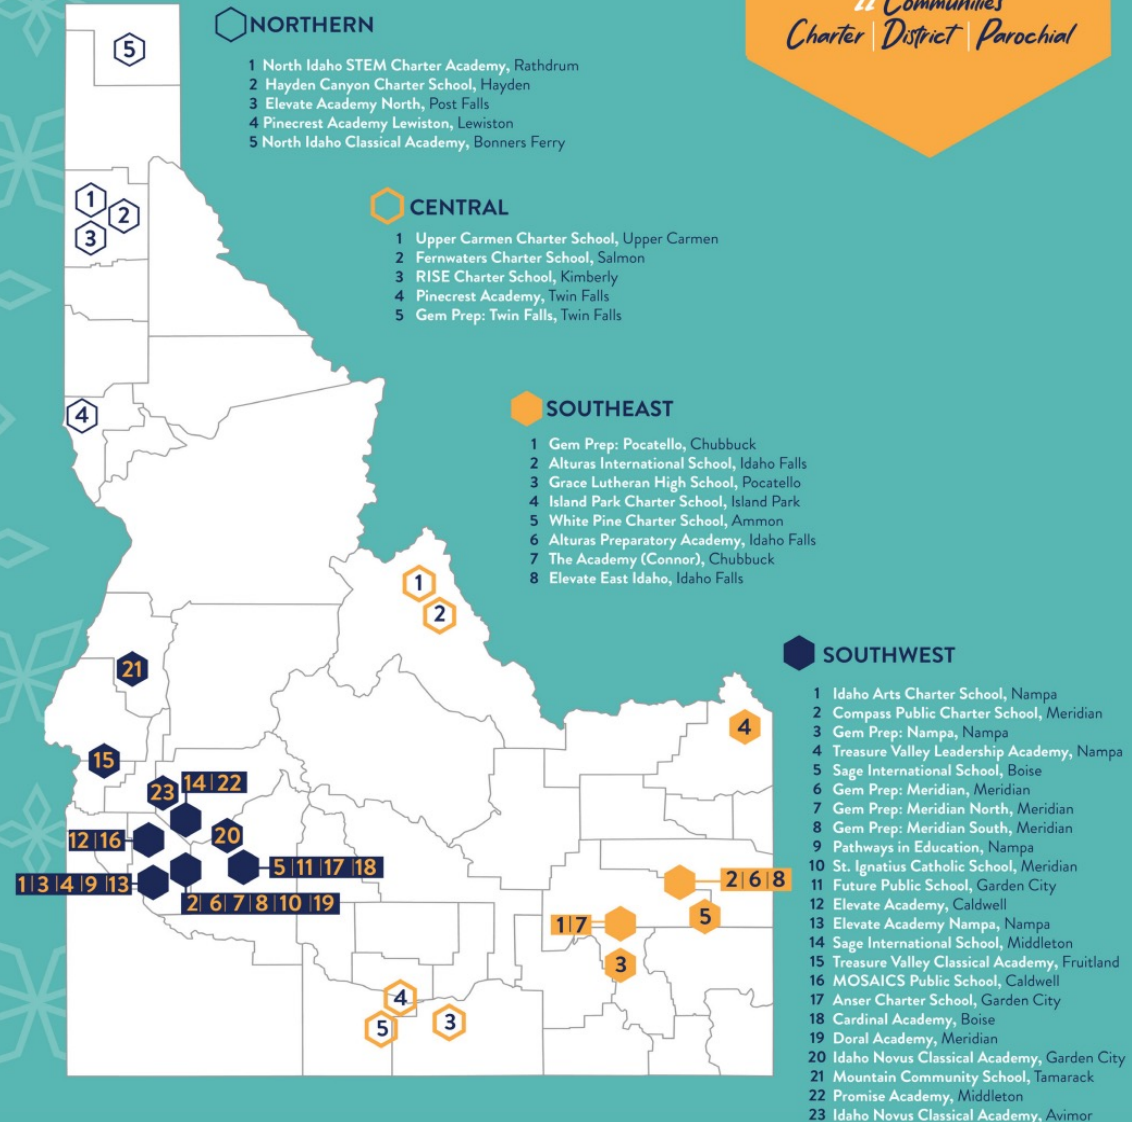 22 Communities
Charter | District | Parochial
NORTHERN
1 North Idaho STEM Charter Academy, Rathdrum
2 Hayden Canyon Charter School, Hayden
3 Elevate Academy North, Post Falls
4 Pinecrest Academy Lewiston, Lewiston
5 North Idaho Classical Academy, Bonners Ferry
CENTRAL
1 Upper Carmen Charter School, Upper Carmen
2 Fernwaters Charter School, Salmon
3 RISE Charter School, Kimberly
4 Pinecrest Academy, Twin Falls
5 Gem Prep: Twin Falls, Twin Falls
SOUTHEAST
1 Gem Prep: Pocatello, Chubbuck
2 Alturas International School, Idaho Falls
3 Grace Lutheran High School, Pocatello
4 Island Park Charter School, Island Park
5 White Pine Charter School, Ammon
6 Alturas Preparatory Academy, Idaho Falls
7 The Academy (Connor), Chubbuck
8 Elevate East Idaho, Idaho Falls
SOUTHWEST
1 Idaho Arts Charter School, Nampa
2 Compass Public Charter School, Meridian
3 Gem Prep: Nampa, Nampa
4 Treasure Valley Leadership Academy, Nampa
5 Sage International School, Boise
6 Gem Prep: Meridian, Meridian
7 Gem Prep: Meridian North, Meridian
8 Gem Prep: Meridian South, Meridian
9 Pathways in Education, Nampa
10 St. Ignatius Catholic School, Meridian
11 Future Public School, Garden City
12 Elevate Academy, Caldwell
13 Elevate Academy Nampa, Nampa
14 Sage International School, Middleton
15 Treasure Valley Classical Academy, Fruitland
16 MOSAICS Public School, Caldwell
17 Anser Charter School, Garden City
18 Cardinal Academy, Boise
19 Doral Academy, Meridian
20 Idaho Novus Classical Academy, Garden City
21 Mountain Community School, Tamarack
22 Promise Academy, Middleton
23 Idaho Novus Classical Academy, Avimor
5
1
2
3
4
1
2
21
4
15
14 | 22
23
12 | 16
20
5 | 11 | 17 | 18
1 | 3 | 4 | 9 | 13
2 | 6 | 7 | 8 | 10 | 19
2 | 6 | 8
5
1 | 7
3
4
5
3